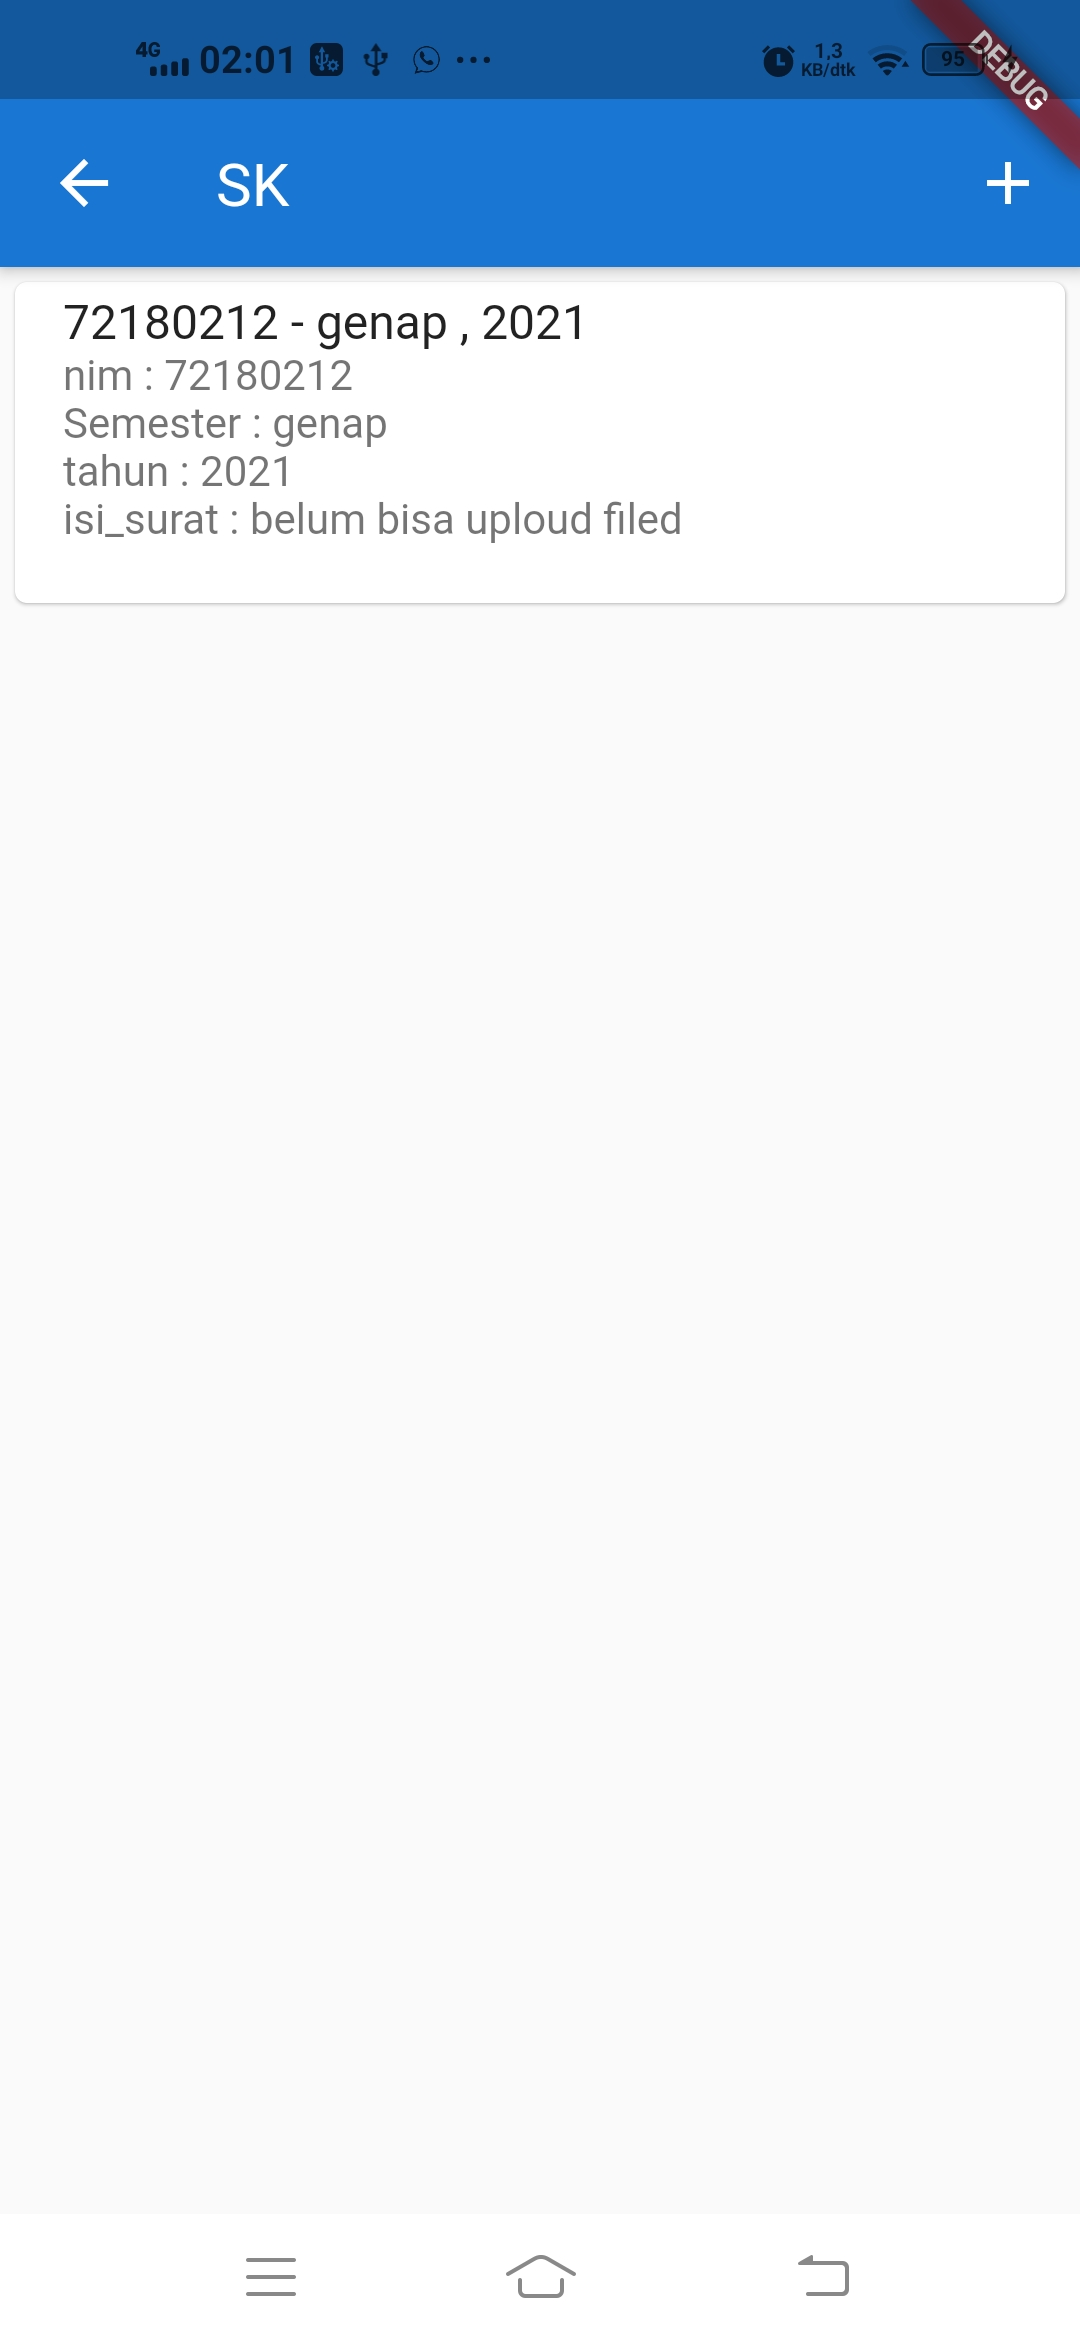 4G 02:01 1,3 KB/dtk 95 DEBUG
SK
72180212 - genap , 2021
nim : 72180212
Semester : genap
tahun : 2021
isi_surat : belum bisa uploud filed